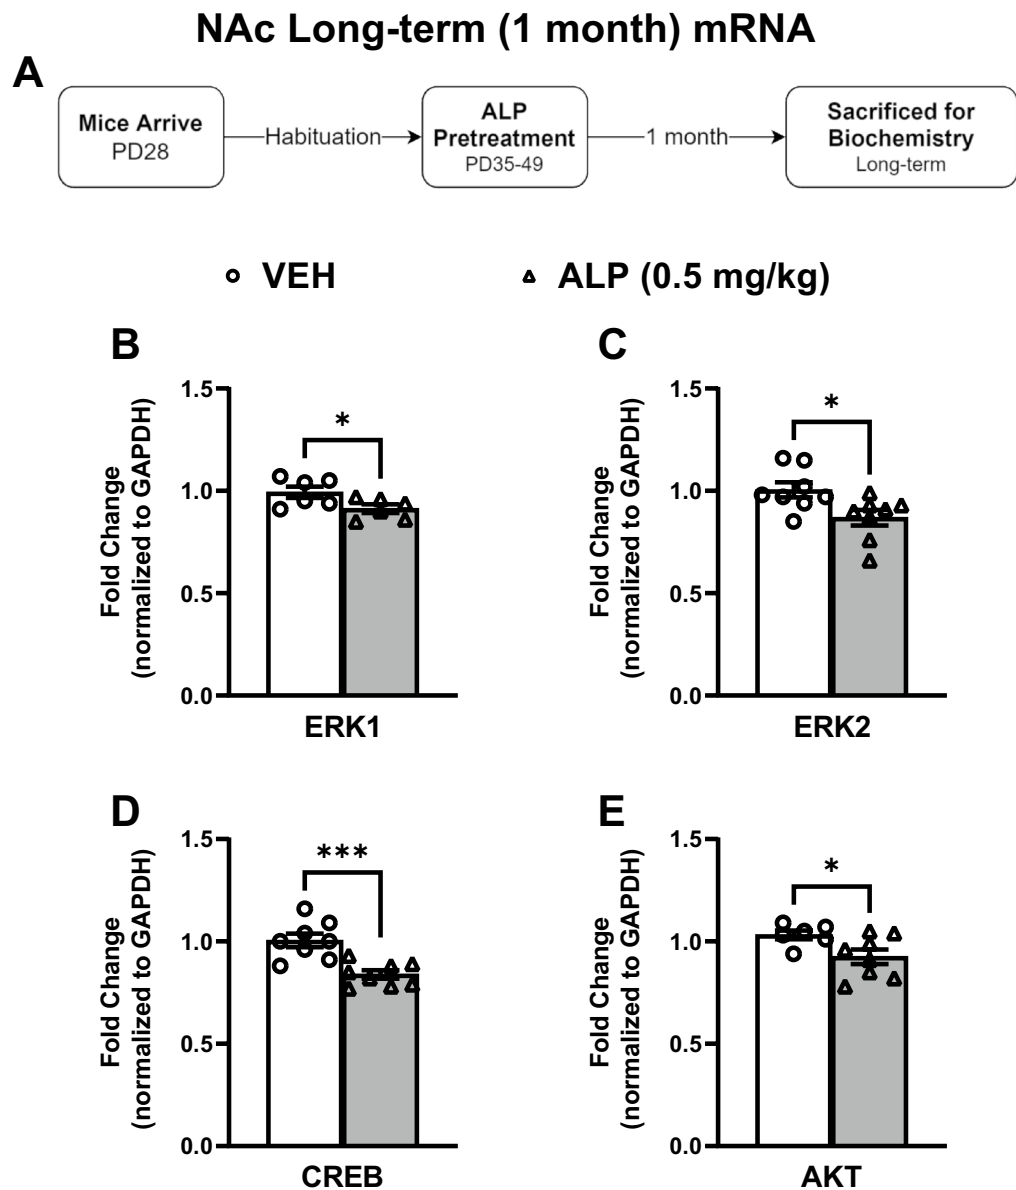 NAc Long-term (1 month) mRNA
A
Mice Arrive
PD28
Habituation
ALP
Pretreatment
PD35-49
1 month
Sacrificed for
Biochemistry
Long-term
VEH
ALP (0.5 mg/kg)
B
Fold Change
(normalized to GAPDH)
1.5
1.0
0.5
0.0
*
ERK1
C
Fold Change
(normalized to GAPDH)
1.5
1.0
0.5
0.0
*
ERK2
D
Fold Change
(normalized to GAPDH)
1.5
1.0
0.5
0.0
***
CREB
E
Fold Change
(normalized to GAPDH)
1.5
1.0
0.5
0.0
*
AKT